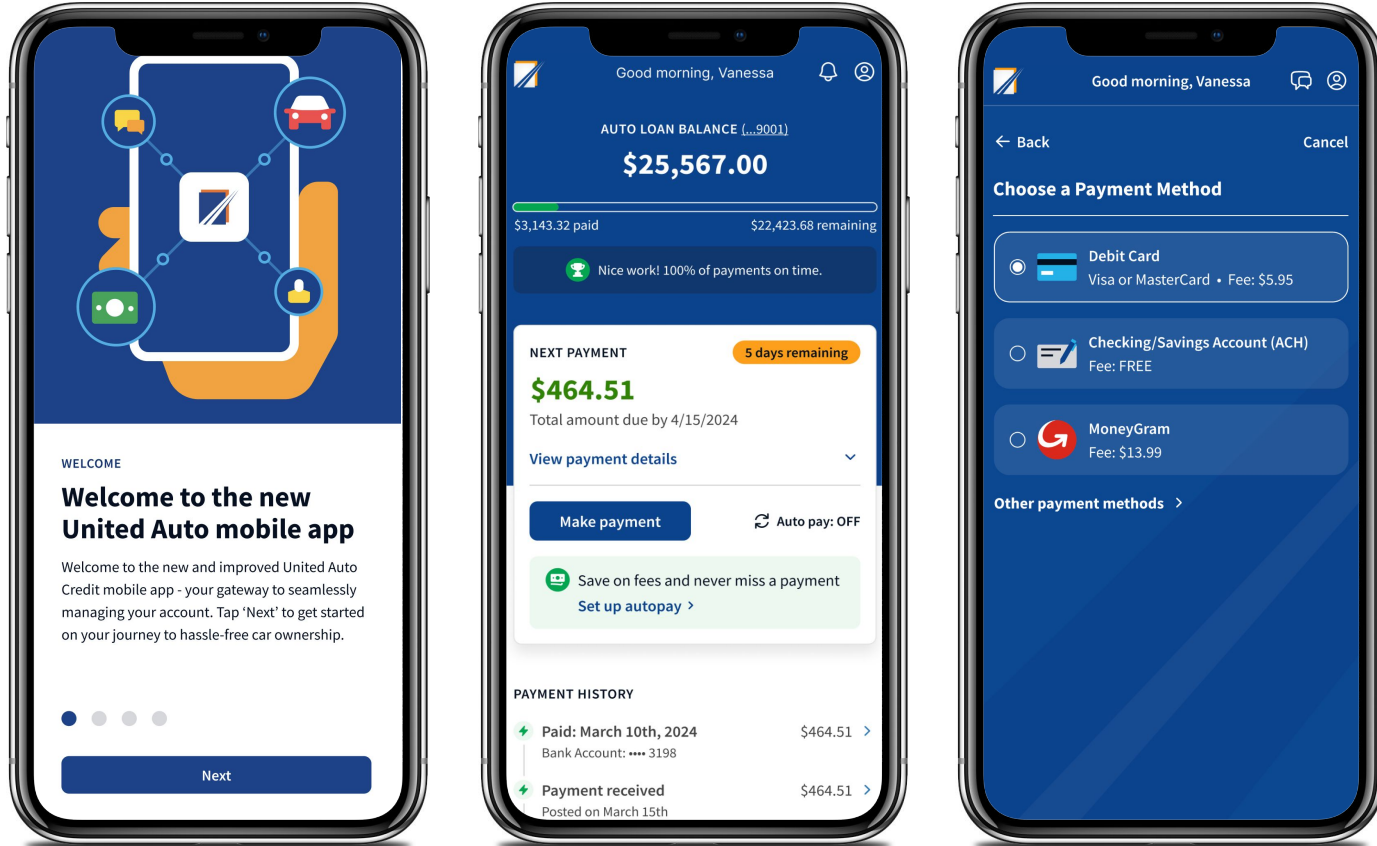 WELCOME
Welcome to the new
United Auto mobile app
Welcome to the new and improved United Auto
Credit mobile app - your gateway to seamlessly
managing your account. Tap ‘Next’ to get started
on your journey to hassle-free car ownership.
Next
Good morning, Vanessa
AUTO LOAN BALANCE (...9001)
$25,567.00
$3,143.32 paid $22,423.68 remaining
Nice work! 100% of payments on time.
NEXT PAYMENT 5 days remaining
$464.51
Total amount due by 4/15/2024
View payment details
Make payment Auto pay: OFF
Save on fees and never miss a payment
Set up autopay >
PAYMENT HISTORY
Paid: March 10th, 2024 $464.51 >
Bank Account: •••• 3198
Payment received $464.51 >
Posted on March 15th
Good morning, Vanessa
← Back Cancel
Choose a Payment Method
Debit Card
Visa or MasterCard • Fee: $5.95
Checking/Savings Account (ACH)
Fee: FREE
MoneyGram
Fee: $13.99
Other payment methods >